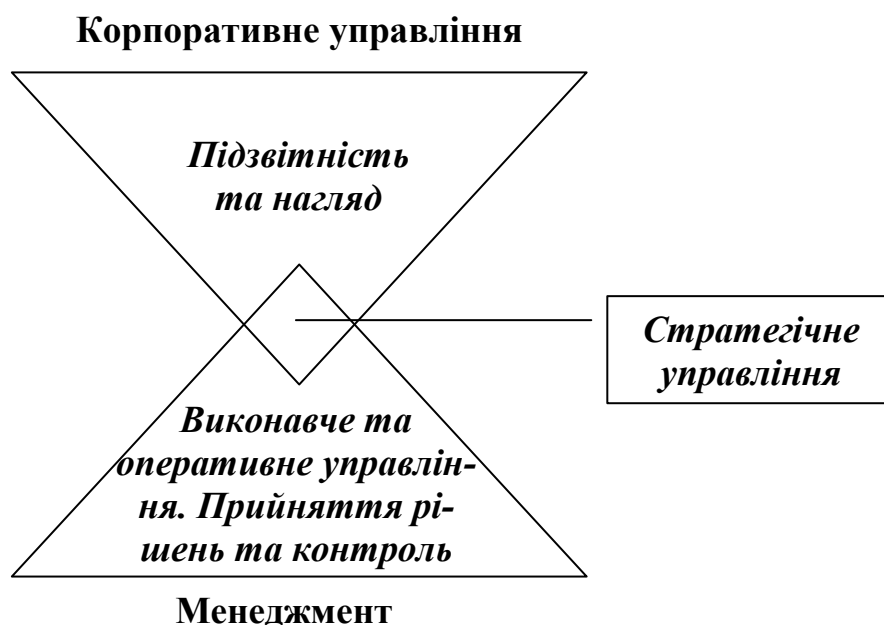 Корпоративне управління
Підзвітність
та нагляд
Стратегічне
управління
Виконавче та
оперативне управлін-
ня. Прийняття рі-
шень та контроль
Менеджмент